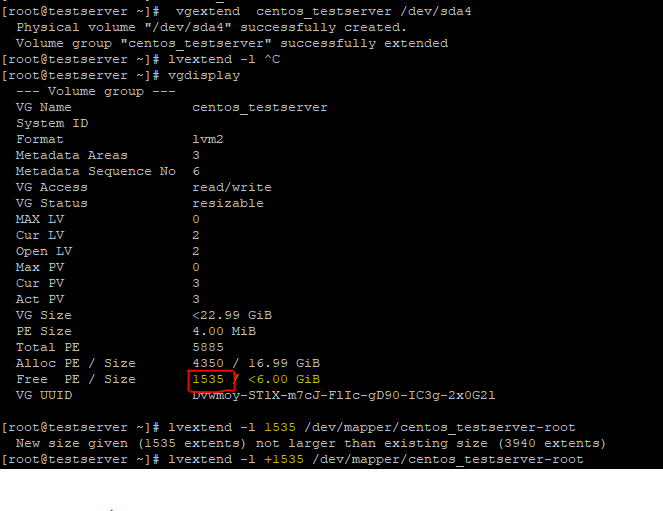 [root@testserver ~]#  vgextend  centos_testserver /dev/sda4
  Physical volume "/dev/sda4" successfully created.
  Volume group "centos_testserver" successfully extended
[root@testserver ~]# lvextend -l ^C
[root@testserver ~]# vgdisplay
  --- Volume group ---
  VG Name               centos_testserver
  System ID
  Format                lvm2
  Metadata Areas        3
  Metadata Sequence No  6
  VG Access             read/write
  VG Status             resizable
  MAX LV                0
  Cur LV                2
  Open LV               2
  Max PV                0
  Cur PV                3
  Act PV                3
  VG Size               <22.99 GiB
  PE Size               4.00 MiB
  Total PE              5885
  Alloc PE / Size       4350 / 16.99 GiB
  Free  PE / Size       1535 / <6.00 GiB
  VG UUID               Dvwmoy-STlX-m7cJ-FlIc-gD90-IC3g-2x0G2l
[root@testserver ~]# lvextend -l 1535 /dev/mapper/centos_testserver-root
  New size given (1535 extents) not larger than existing size (3940 extents)
[root@testserver ~]# lvextend -l +1535 /dev/mapper/centos_testserver-root